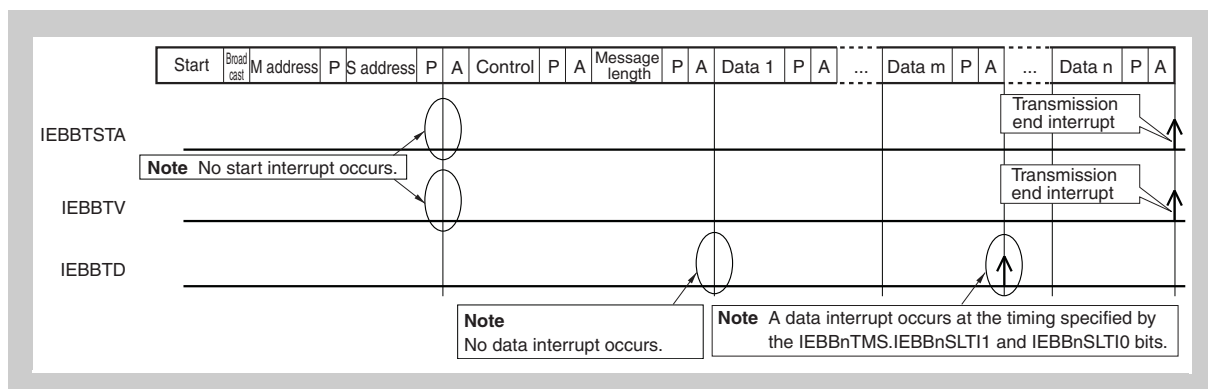 Start Broad cast M address P S address P A Control P A Message length P A Data 1 P A ... Data m P A ... Data n P A
IEBBTSTA
Transmission
end interrupt
Note No start interrupt occurs.
IEBBTV
Transmission
end interrupt
IEBBTD
Note
No data interrupt occurs.
Note A data interrupt occurs at the timing specified by
the IEBBnTMS.IEBBnSLTI1 and IEBBnSLTI0 bits.